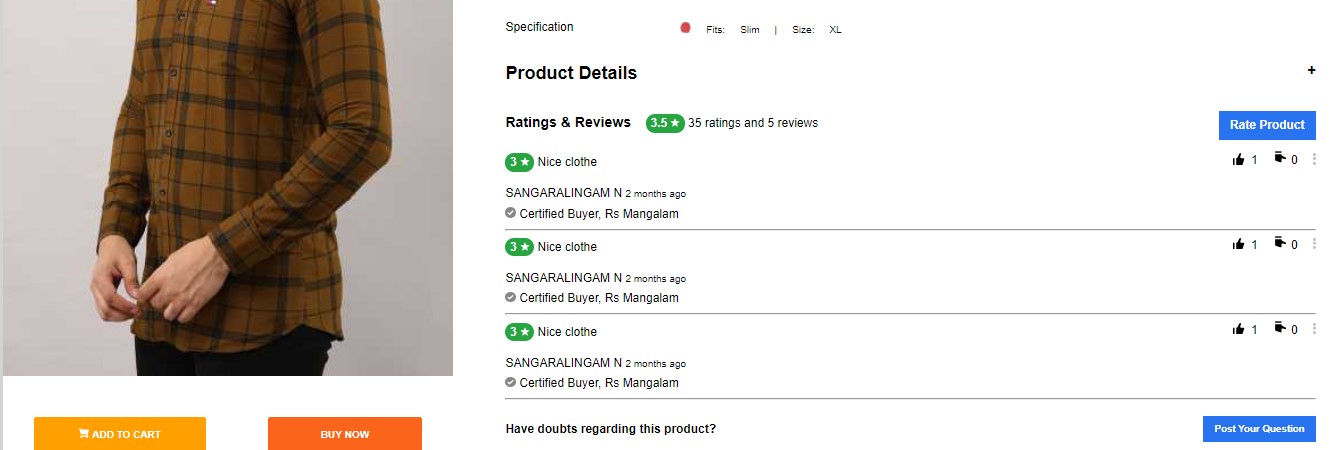 Specification Fits: Slim | Size: XL
Product Details +
Ratings & Reviews 3.5 ★ 35 ratings and 5 reviews Rate Product
3 ★ Nice clothe 1 0
SANGARALINGAM N 2 months ago
Certified Buyer, Rs Mangalam
3 ★ Nice clothe 1 0
SANGARALINGAM N 2 months ago
Certified Buyer, Rs Mangalam
3 ★ Nice clothe 1 0
SANGARALINGAM N 2 months ago
Certified Buyer, Rs Mangalam
Have doubts regarding this product? Post Your Question
ADD TO CART BUY NOW